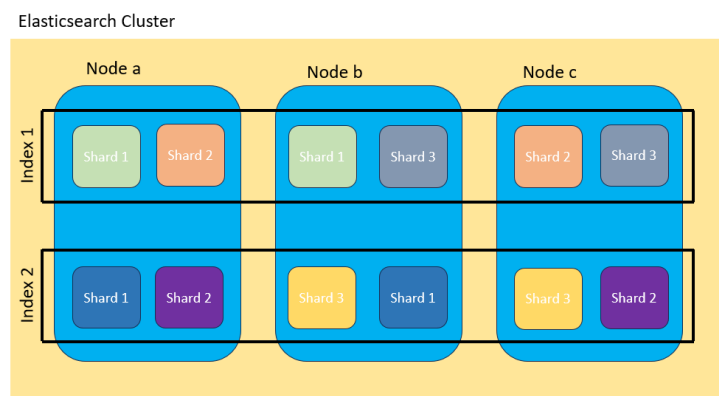 Elasticsearch Cluster
Node a
Node b
Node c
Index 1
Shard 1
Shard 2
Shard 1
Shard 3
Shard 2
Shard 3
Index 2
Shard 1
Shard 2
Shard 3
Shard 1
Shard 3
Shard 2